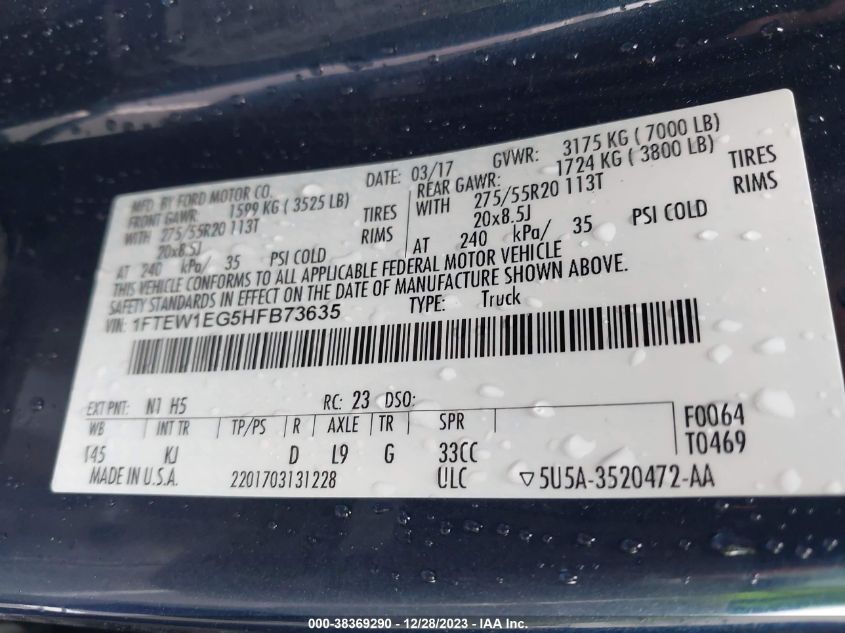 MFD. BY FORD MOTOR CO.
DATE: 03/17 GVWR: 3175 KG ( 7000 LB)
FRONT GAWR: 1599 KG ( 3525 LB)
WITH 275/55R20 113T TIRES
20x8.5J RIMS
AT 240 kPa/ 35 PSI COLD
REAR GAWR: 1724 KG ( 3800 LB)
WITH 275/55R20 113T TIRES
20x8.5J RIMS
AT 240 kPa/ 35 PSI COLD
THIS VEHICLE CONFORMS TO ALL APPLICABLE FEDERAL MOTOR VEHICLE
SAFETY STANDARDS IN EFFECT ON THE DATE OF MANUFACTURE SHOWN ABOVE.
VIN: 1FTEW1EG5HFB73635 TYPE: Truck
EXT PNT: N1 H5 RC: 23 DSO:
WB INT TR TP/PS R AXLE TR SPR
145 KJ D L9 G 33CC
F0064
T0469
MADE IN U.S.A. 2201703131228 ULC ▽5U5A-3520472-AA
000-38369290 - 12/28/2023 - IAA Inc.